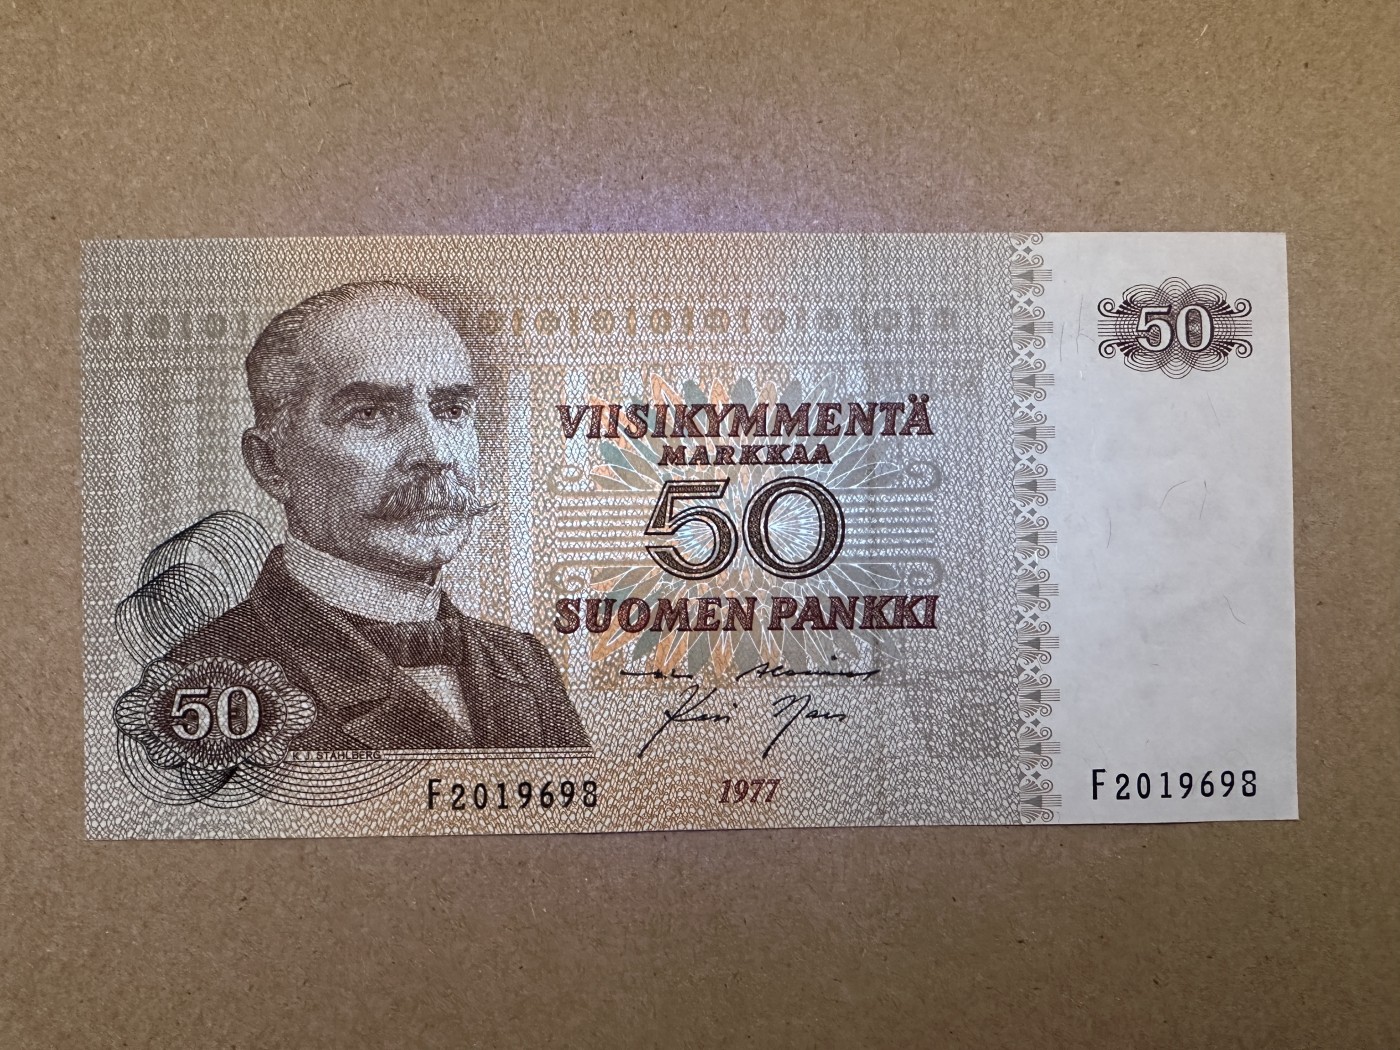 50
VIISIKYMMENTÄ
MARKKAA
50
SUOMEN PANKKI
50
K. J. STÅHLBERG
F2019698
1977
F2019698